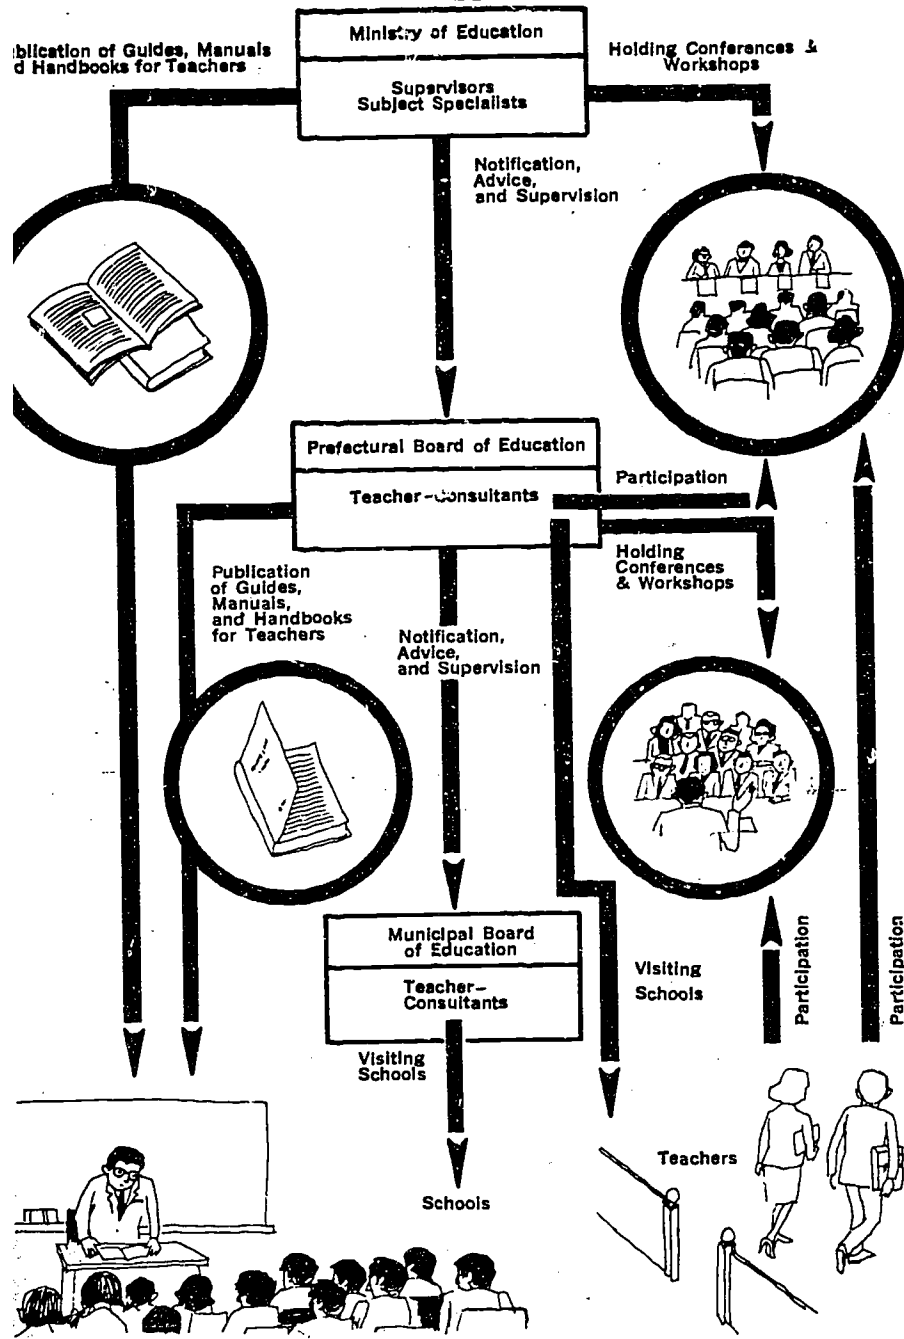 Ministry of Education
blication of Guides, Manuals
d Handbooks for Teachers
Holding Conferences &
Workshops
Supervisors
Subject Specialists
Notification,
Advice,
and Supervision
Prefectural Board of Education
Teacher-Consultants
Participation
Holding
Conferences
& Workshops
Publication
of Guides,
Manuals,
and Handbooks
for Teachers
Notification,
Advice,
and Supervision
Municipal Board
of Education
Teacher-
Consultants
Visiting
Schools
Participation
Participation
Visiting
Schools
Teachers
Schools